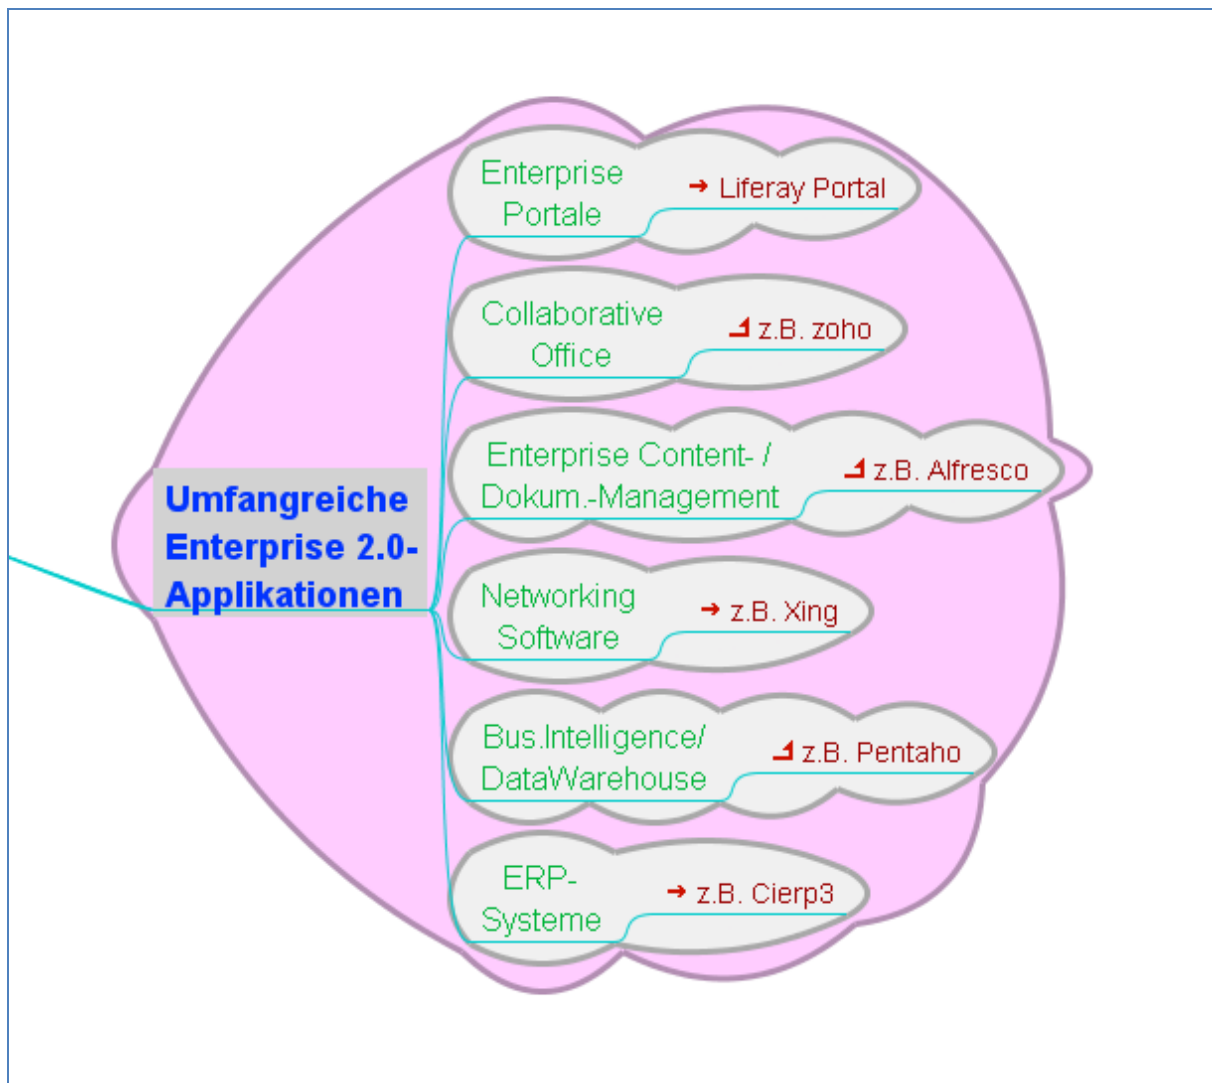 Umfangreiche
Enterprise 2.0-
Applikationen
Enterprise
Portale
Liferay Portal
Collaborative
Office
z.B. zoho
Enterprise Content- /
Dokum.-Management
z.B. Alfresco
Networking
Software
z.B. Xing
Bus.Intelligence/
DataWarehouse
z.B. Pentaho
ERP-
Systeme
z.B. Cierp3